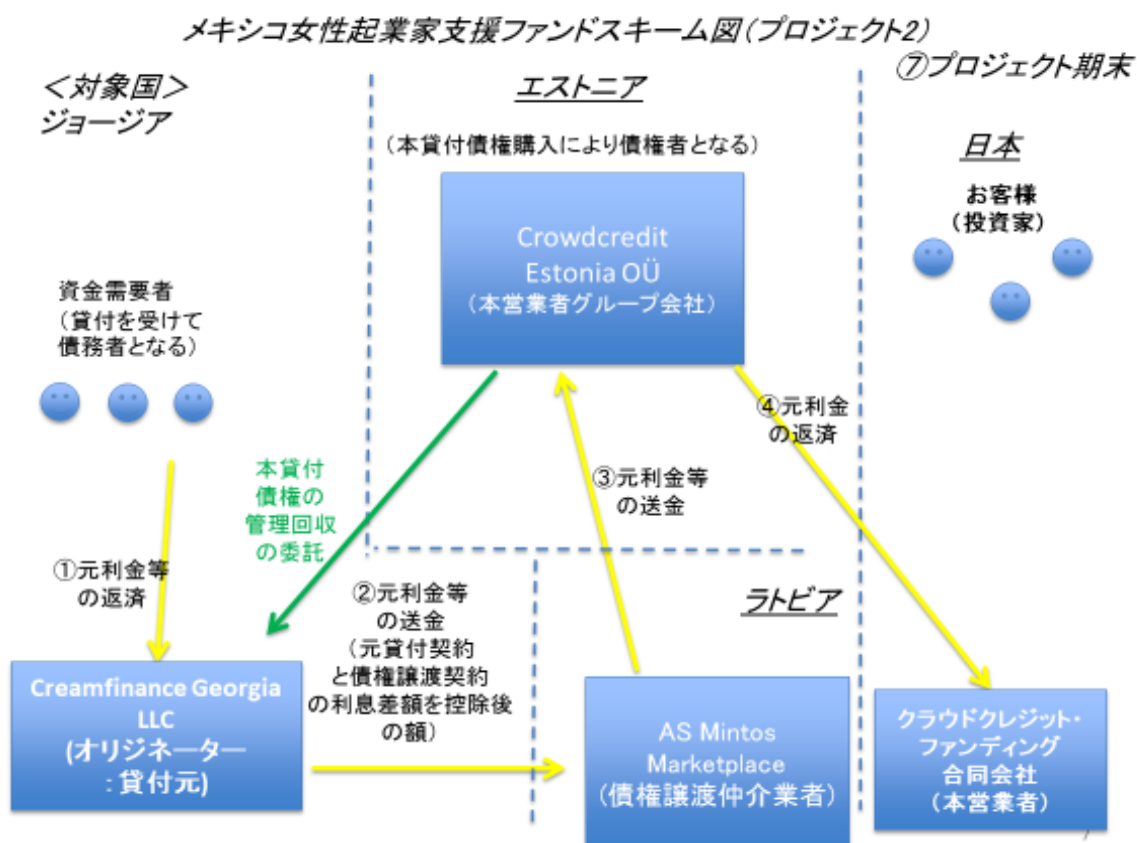 メキシコ女性起業家支援ファンドスキーム図(プロジェクト2)
⑦プロジェクト期末
＜対象国＞
ジョージア
エストニア
(本貸付債権購入により債権者となる)
日本
お客様
(投資家)
Crowdcredit
Estonia OÜ
(本営業者グループ会社)
資金需要者
(貸付を受けて
債務者となる)
④元利金
の返済
本貸付
債権の
管理回収
の委託
③元利金等
の送金
①元利金等
の返済
②元利金等
の送金
(元貸付契約
と債権譲渡契約
の利息差額を控除後
の額)
ラトビア
Creamfinance Georgia
LLC
(オリジネーター
:貸付元)
AS Mintos
Marketplace
(債権譲渡仲介業者)
クラウドクレジット・
ファンディング
合同会社
(本営業者)